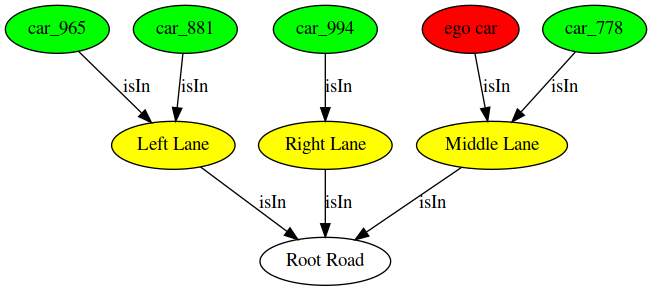 car_965
car_881
car_994
ego car
car_778
isIn
isIn
isIn
isIn
isIn
Left Lane
Right Lane
Middle Lane
isIn
isIn
isIn
Root Road